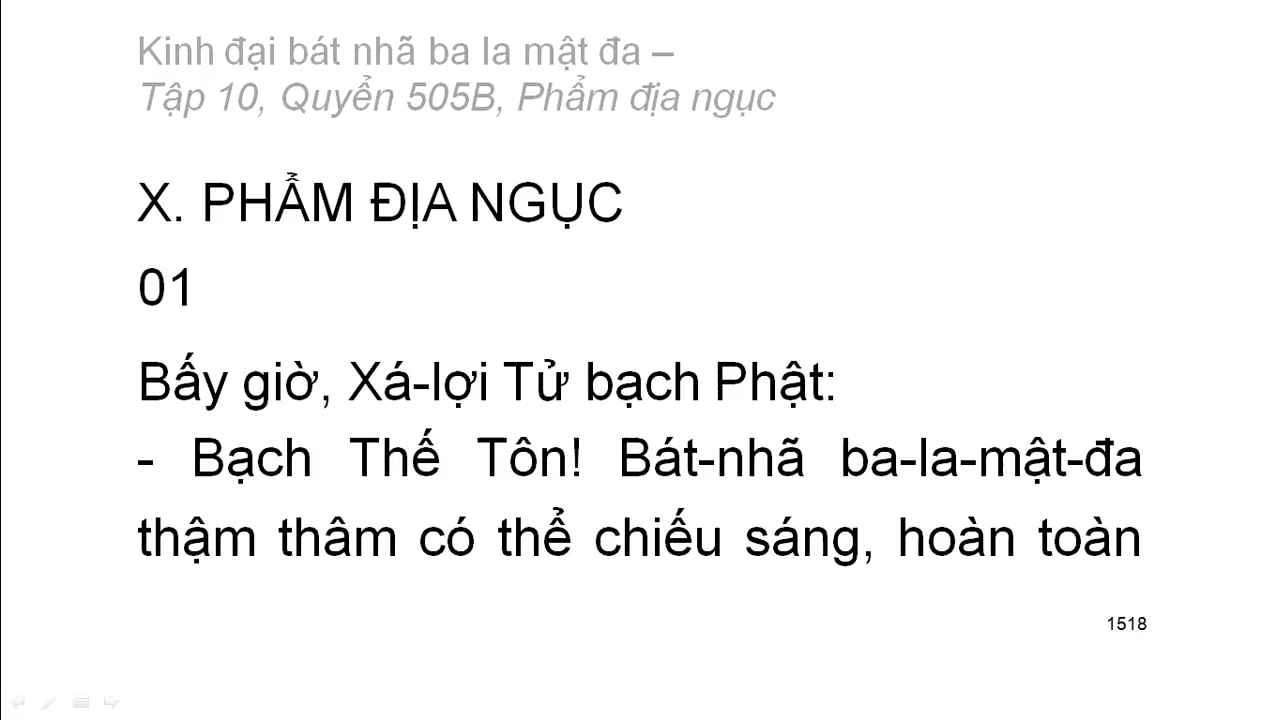 Kinh đại bát nhã ba la mật đa –
Tập 10, Quyển 505B, Phẩm địa ngục
X. PHẨM ĐỊA NGỤC
01
Bấy giờ, Xá-lợi Tử bạch Phật:
- Bạch Thế Tôn! Bát-nhã ba-la-mật-đa
thậm thâm có thể chiếu sáng, hoàn toàn
1518